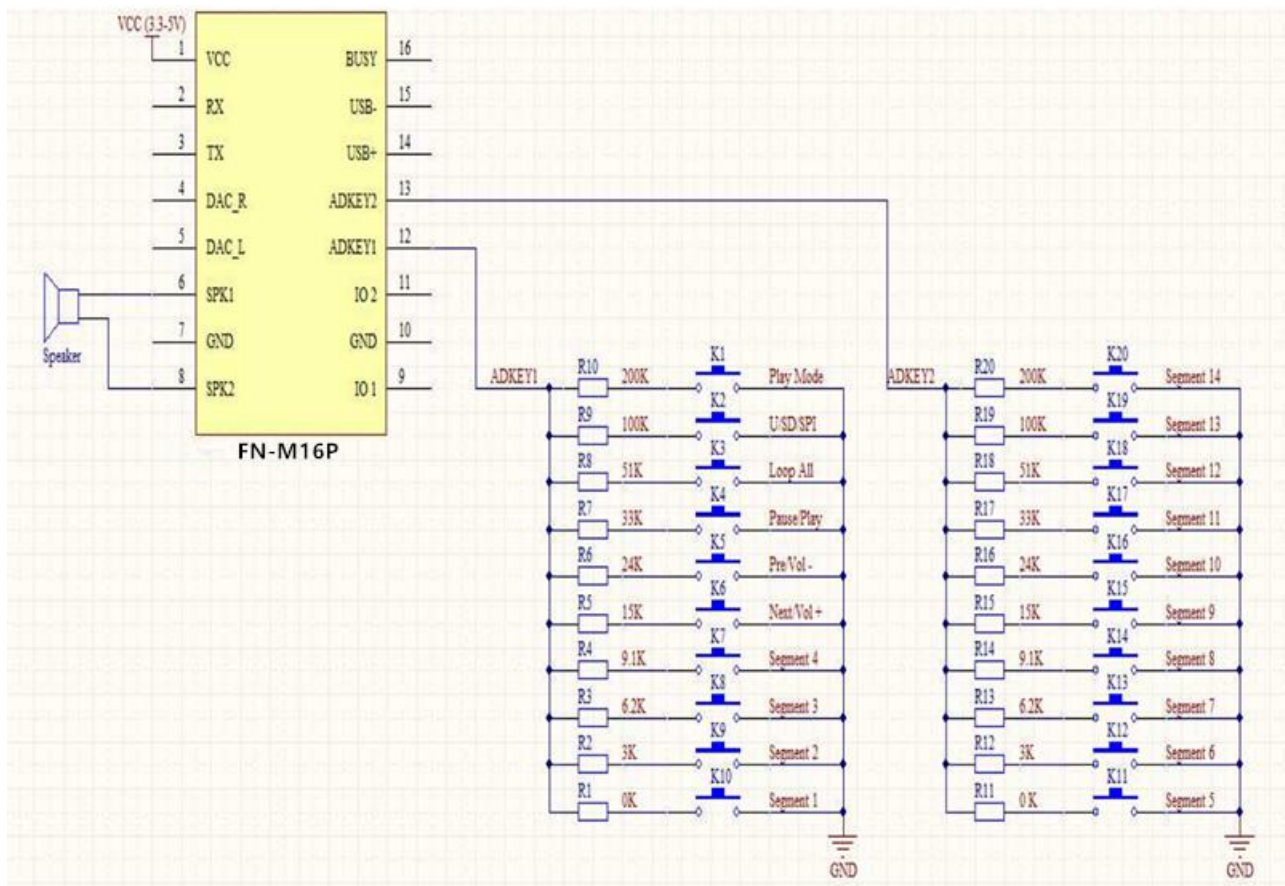 VCC (3.3-5V)
1 VCC BUSY 16
2 RX USB- 15
3 TX USB+ 14
4 DAC_R ADKEY2 13
5 DAC_L ADKEY1 12
6 SPK1 IO 2 11
7 GND GND 10
8 SPK2 IO 1 9
Speaker
FN-M16P
ADKEY1
R10 200K K1 Play Mode
R9 100K K2 U/SD/SPI
R8 51K K3 Loop All
R7 33K K4 Pause/Play
R6 24K K5 Pre/Vol -
R5 15K K6 Next/Vol +
R4 9.1K K7 Segment 4
R3 6.2K K8 Segment 3
R2 3K K9 Segment 2
R1 0K K10 Segment 1
GND
ADKEY2
R20 200K K20 Segment 14
R19 100K K19 Segment 13
R18 51K K18 Segment 12
R17 33K K17 Segment 11
R16 24K K16 Segment 10
R15 15K K15 Segment 9
R14 9.1K K14 Segment 8
R13 6.2K K13 Segment 7
R12 3K K12 Segment 6
R11 0 K K11 Segment 5
GND